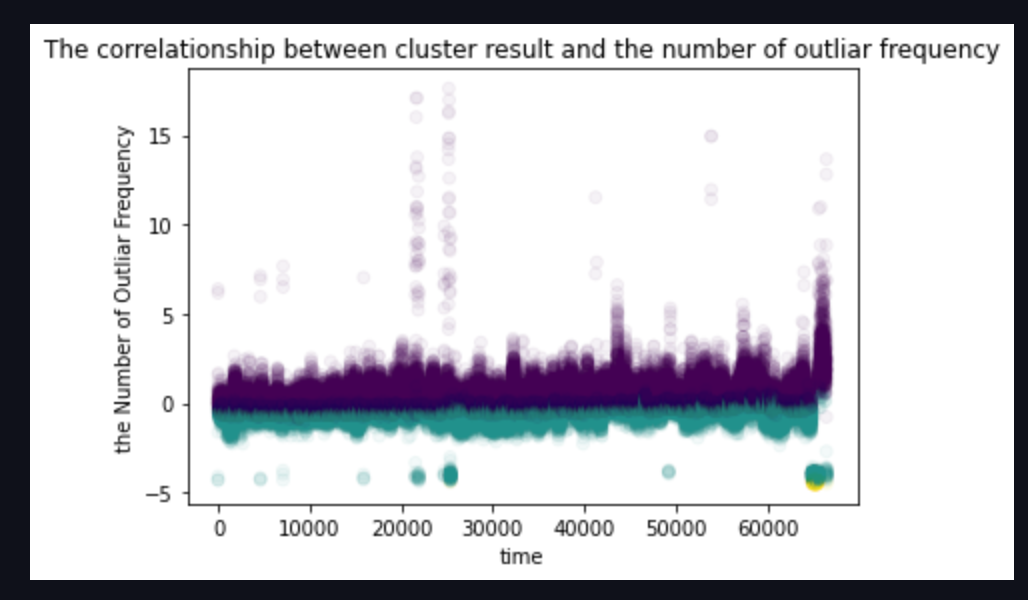 The correlationship between cluster result and the number of outliar frequency
the Number of Outliar Frequency
15
10
5
0
−5
0 10000 20000 30000 40000 50000 60000
time